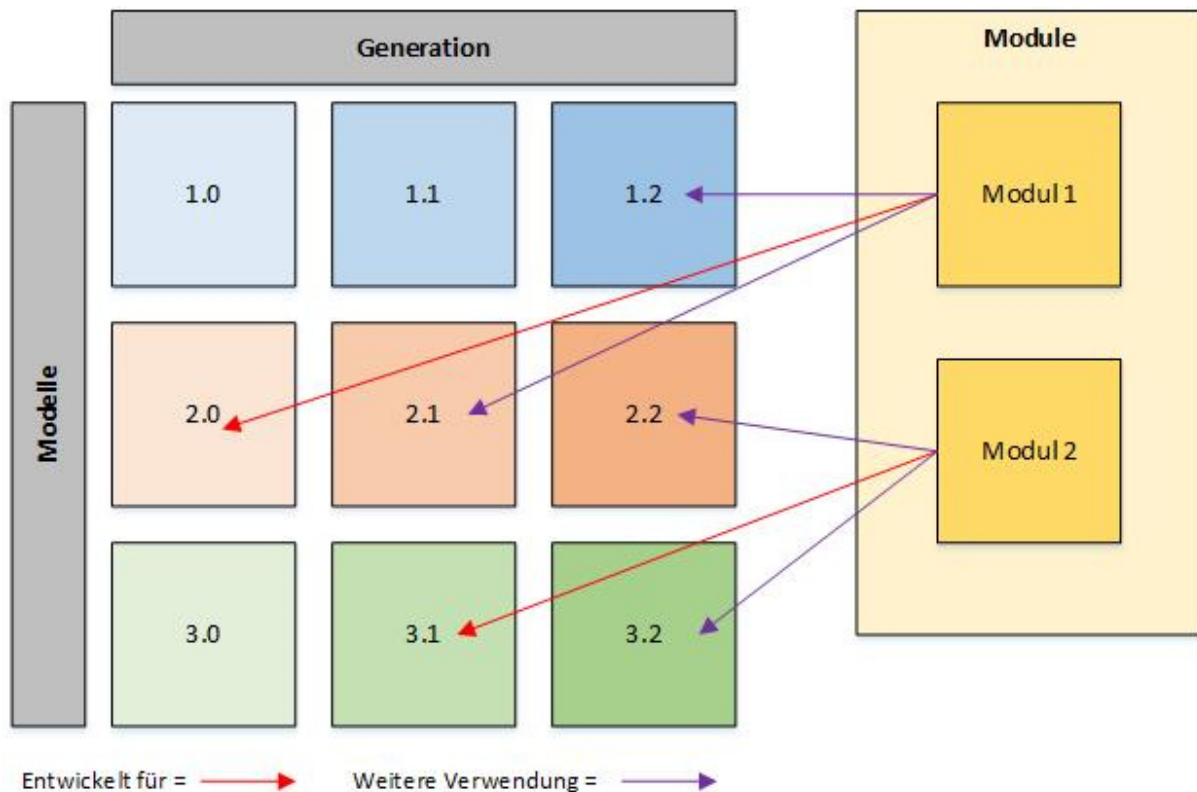 Generation
Module
Modelle
1.0
1.1
1.2
Modul 1
2.0
2.1
2.2
Modul 2
3.0
3.1
3.2
Entwickelt für =
Weitere Verwendung =